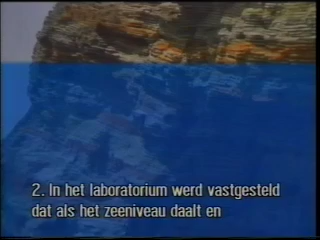 2. In het laboratorium werd vastgesteld
dat als het zeeniveau daalt en